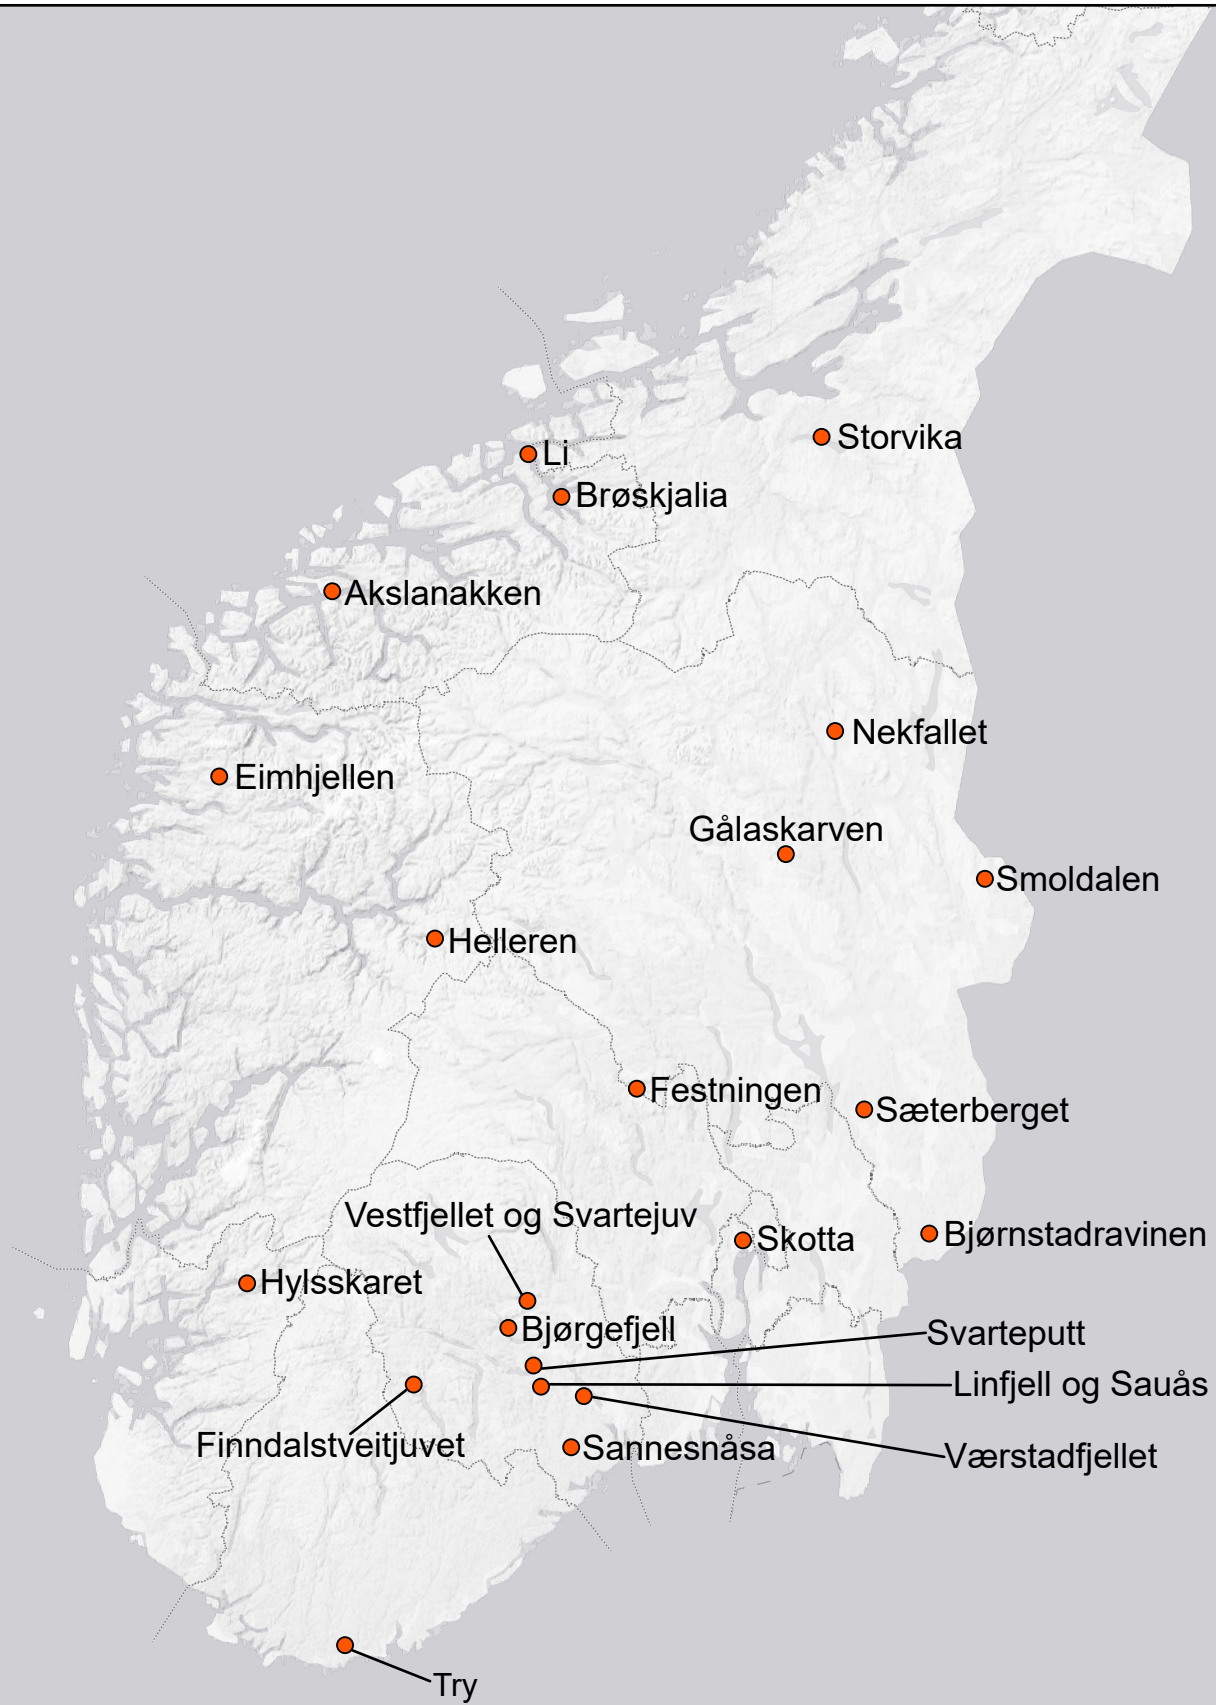 Storvika
Li
Brøskjalia
Akslanakken
Nekfallet
Eimhjellen
Gålaskarven
Smoldalen
Helleren
Festningen
Sæterberget
Vestfjellet og Svartejuv
Skotta
Bjørnstadravinen
Hylsskaret
Bjørgefjell
Svarteputt
Linfjell og Sauås
Finndalstveitjuvet
Sannesnåsa
Værstadfjellet
Try